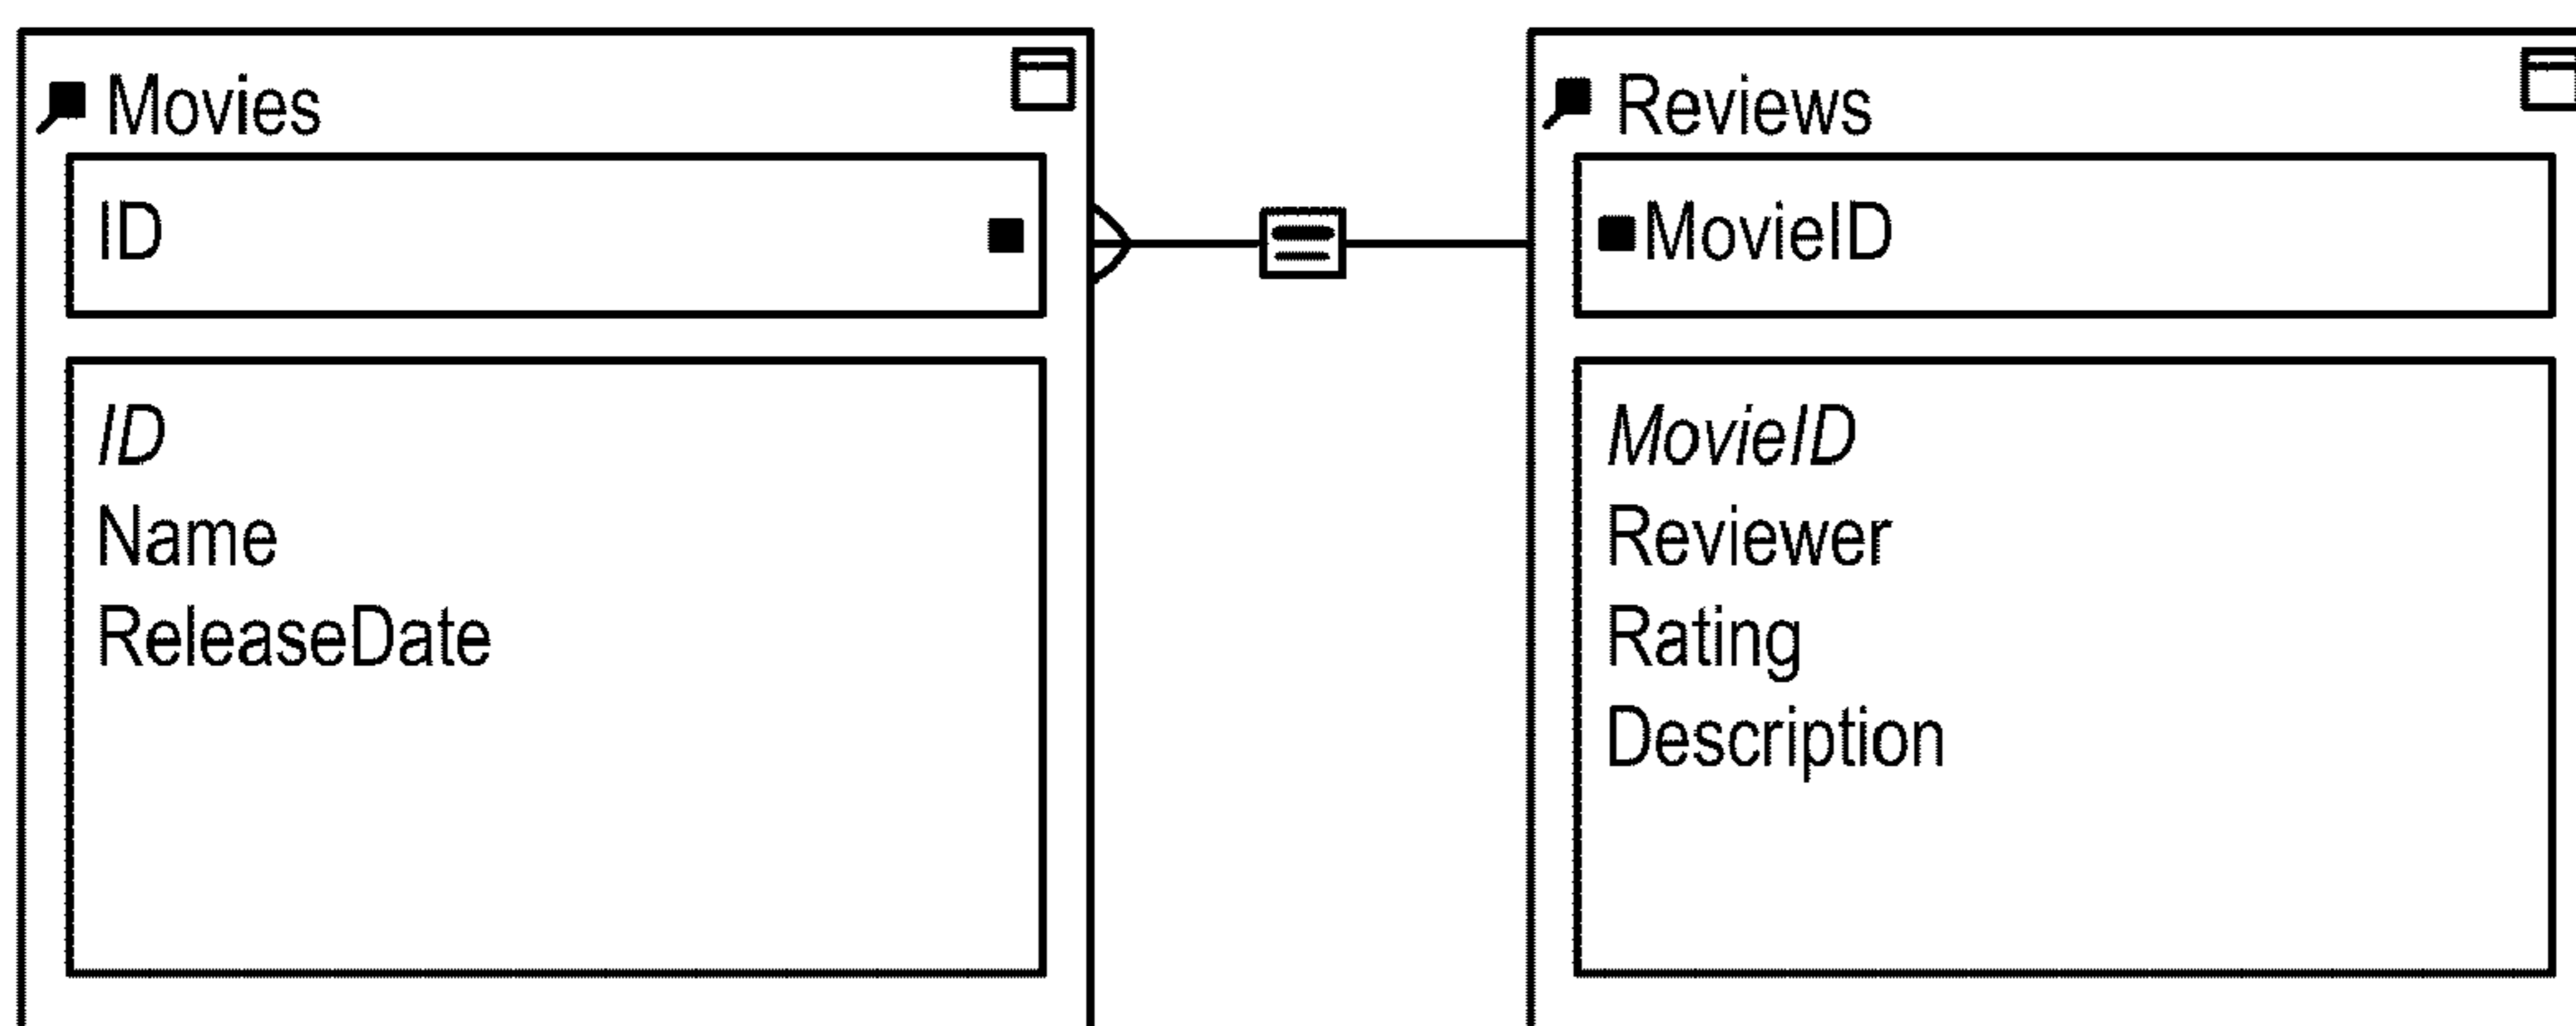 Movies
ID
ID
Name
ReleaseDate
Reviews
MovieID
MovieID
Reviewer
Rating
Description